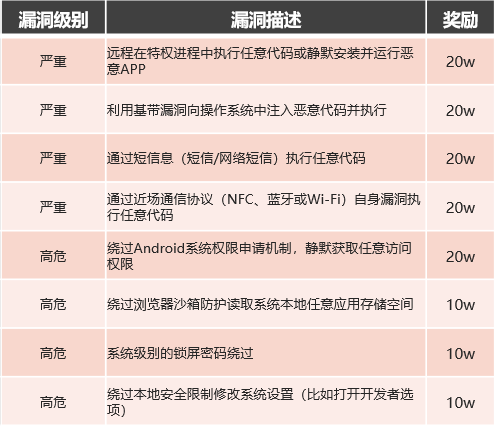 漏洞级别 漏洞描述 奖励
严重 远程在特权进程中执行任意代码或静默安装并运行恶
意APP 20w
严重 利用基带漏洞向操作系统中注入恶意代码并执行 20w
严重 通过短信息（短信/网络短信）执行任意代码 20w
严重 通过近场通信协议（NFC、蓝牙或Wi-Fi）自身漏洞执
行任意代码 20w
高危 绕过Android系统权限申请机制，静默获取任意访问
权限 20w
高危 绕过浏览器沙箱防护读取系统本地任意应用存储空间 10w
高危 系统级别的锁屏密码绕过 10w
高危 绕过本地安全限制修改系统设置（比如打开开发者选
项） 10w